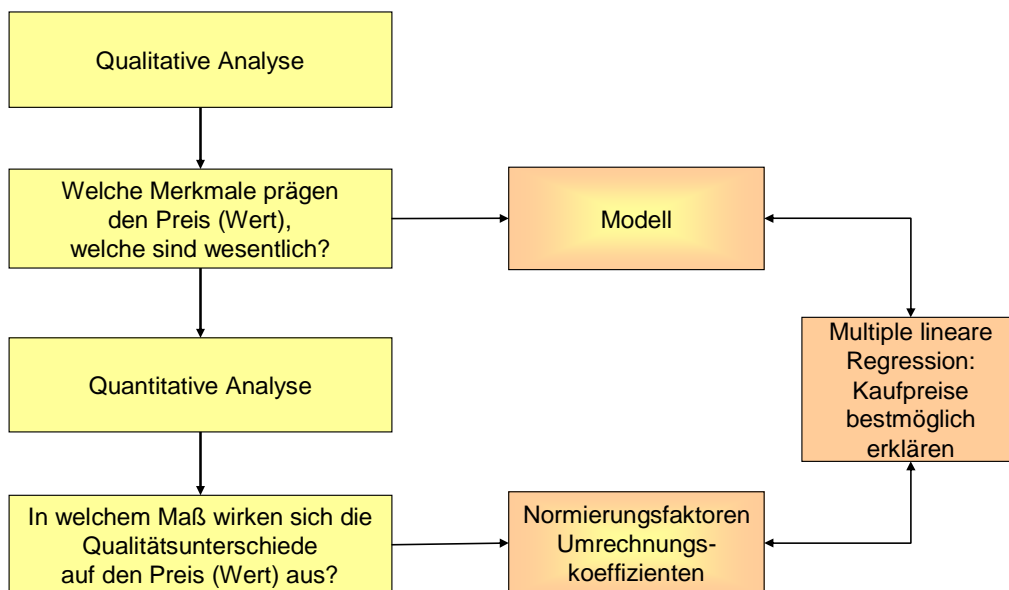 Qualitative Analyse
Welche Merkmale prägen
den Preis (Wert),
welche sind wesentlich?
Modell
Quantitative Analyse
Multiple lineare
Regression:
Kaufpreise
bestmöglich
erklären
In welchem Maß wirken sich die
Qualitätsunterschiede
auf den Preis (Wert) aus?
Normierungsfaktoren
Umrechnungs-
koeffizienten